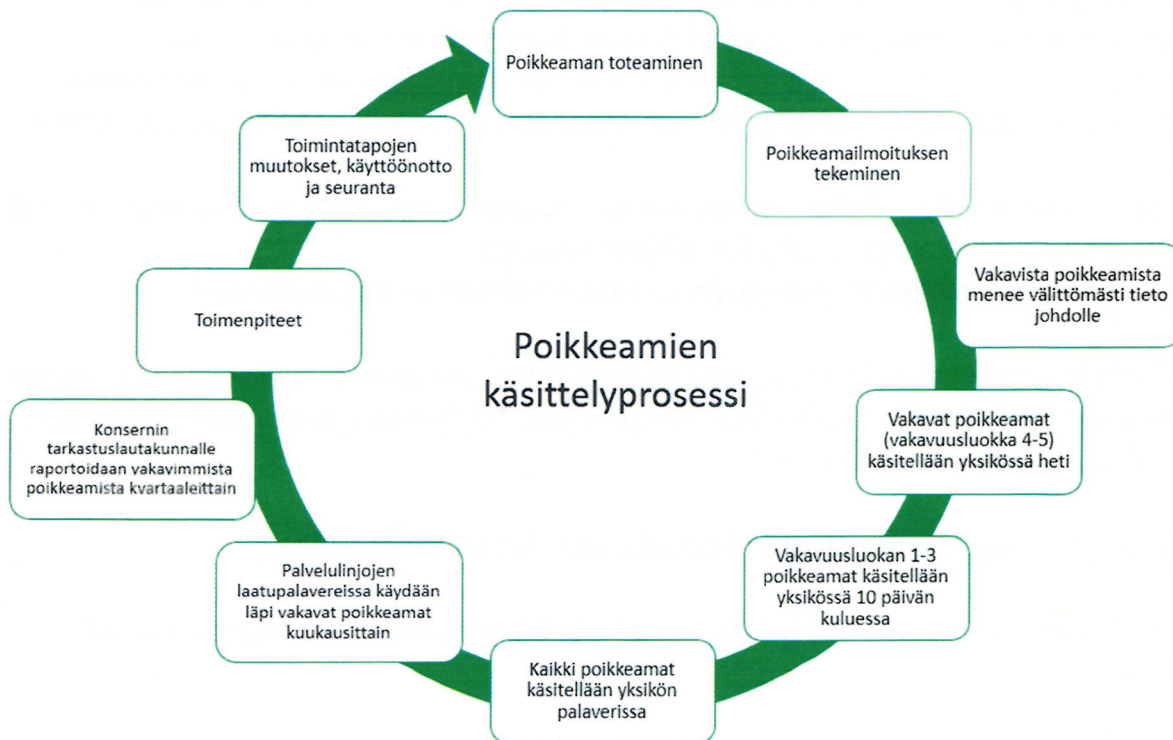 Poikkeaman toteaminen
Poikkeamailmoituksen
tekeminen
Vakavista poikkeamista
menee välittömästi tieto
johdolle
Vakavat poikkeamat
(vakavuusluokka 4-5)
käsitellään yksikössä heti
Vakavuusluokan 1-3
poikkeamat käsitellään
yksikössä 10 päivän
kuluessa
Kaikki poikkeamat
käsitellään yksikön
palaverissa
Palvelulinjojen
laatupalavereissa käydään
läpi vakavat poikkeamat
kuukausittain
Konsernin
tarkastuslautakunnalle
raportoidaan vakavimmista
poikkeamista kvartaaleittain
Toimenpiteet
Toimintatapojen
muutokset, käyttöönotto
ja seuranta
Poikkeamien
käsittelyprosessi